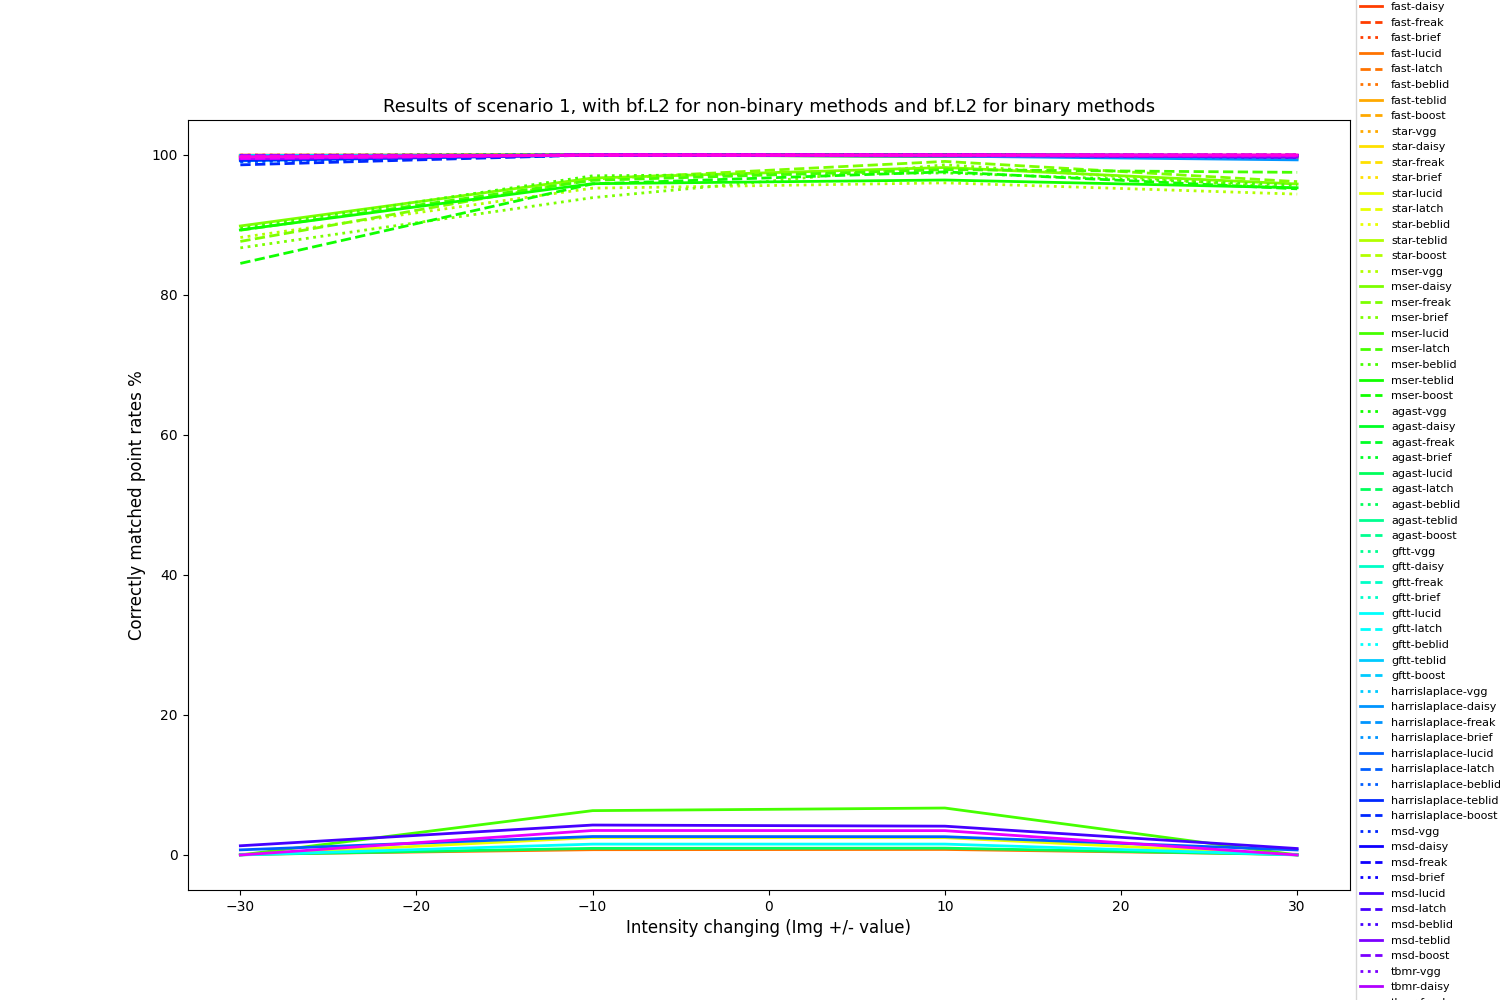 Results of scenario 1, with bf.L2 for non-binary methods and bf.L2 for binary methods
Correctly matched point rates %
100
80
60
40
20
0
−30
−20
−10
0
10
20
30
Intensity changing (Img +/- value)
fast-daisy
fast-freak
fast-brief
fast-lucid
fast-latch
fast-beblid
fast-teblid
fast-boost
star-vgg
star-daisy
star-freak
star-brief
star-lucid
star-latch
star-beblid
star-teblid
star-boost
mser-vgg
mser-daisy
mser-freak
mser-brief
mser-lucid
mser-latch
mser-beblid
mser-teblid
mser-boost
agast-vgg
agast-daisy
agast-freak
agast-brief
agast-lucid
agast-latch
agast-beblid
agast-teblid
agast-boost
gftt-vgg
gftt-daisy
gftt-freak
gftt-brief
gftt-lucid
gftt-latch
gftt-beblid
gftt-teblid
gftt-boost
harrislaplace-vgg
harrislaplace-daisy
harrislaplace-freak
harrislaplace-brief
harrislaplace-lucid
harrislaplace-latch
harrislaplace-beblid
harrislaplace-teblid
harrislaplace-boost
msd-vgg
msd-daisy
msd-freak
msd-brief
msd-lucid
msd-latch
msd-beblid
msd-teblid
msd-boost
tbmr-vgg
tbmr-daisy